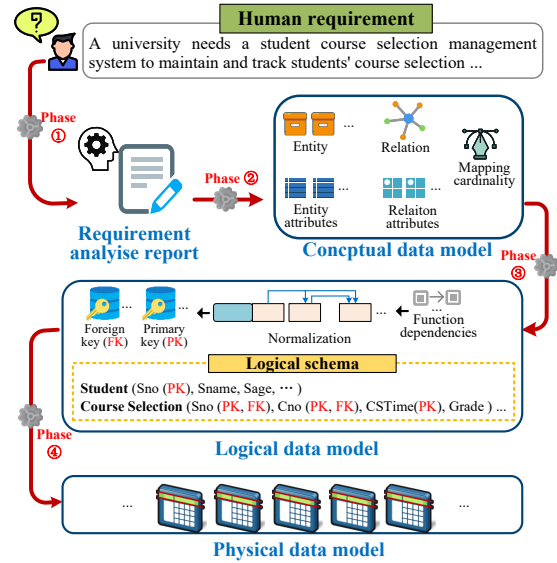 Human requirement
A university needs a student course selection management
system to maintain and track students' course selection ...
Phase
①
Requirement
analyise report
Phase ②
...
Entity
Relation
Mapping
cardinality
...
Entity
attributes
Relaiton
attributes
Conceptual data model
Phase
③
...
...
Foreign
key (FK)
Primary
key (PK)
...
Normalization
...
Function
dependencies
Logical schema
Student (Sno (PK), Sname, Sage, ··· )
Course Selection (Sno (PK, FK), Cno (PK, FK), CSTime(PK), Grade ) ...
Logical data model
Phase
④
...
...
Physical data model